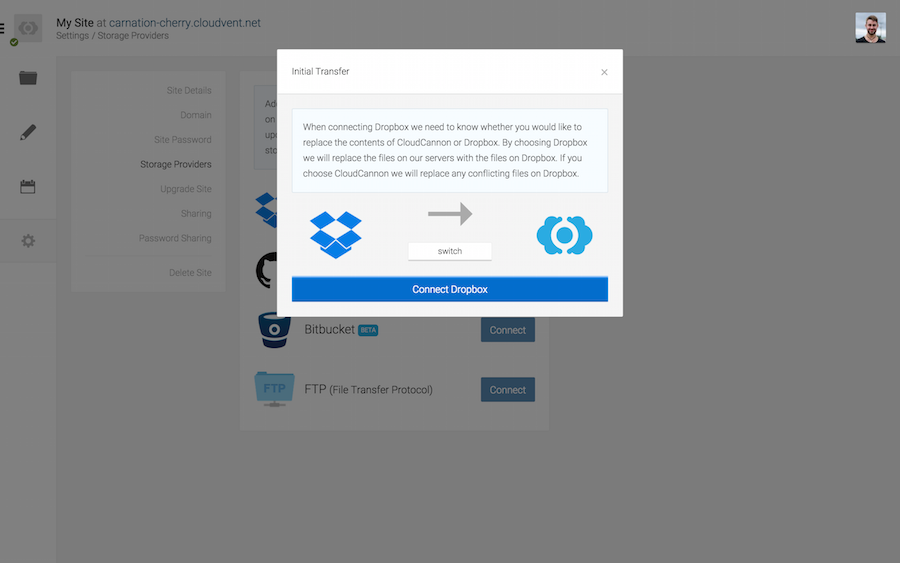 My Site at carnation-cherry.cloudvent.net
Settings / Storage Providers
Site Details
Domain
Site Password
Storage Providers
Upgrade Site
Sharing
Password Sharing
Delete Site
on
Initial Transfer
×
When connecting Dropbox we need to know whether you would like to
replace the contents of CloudCannon or Dropbox. By choosing Dropbox
we will replace the files on our servers with the files on Dropbox. If you
choose CloudCannon we will replace any conflicting files on Dropbox.
switch
Connect Dropbox
Bitbucket BETA
Connect
FTP
FTP (File Transfer Protocol)
Connect